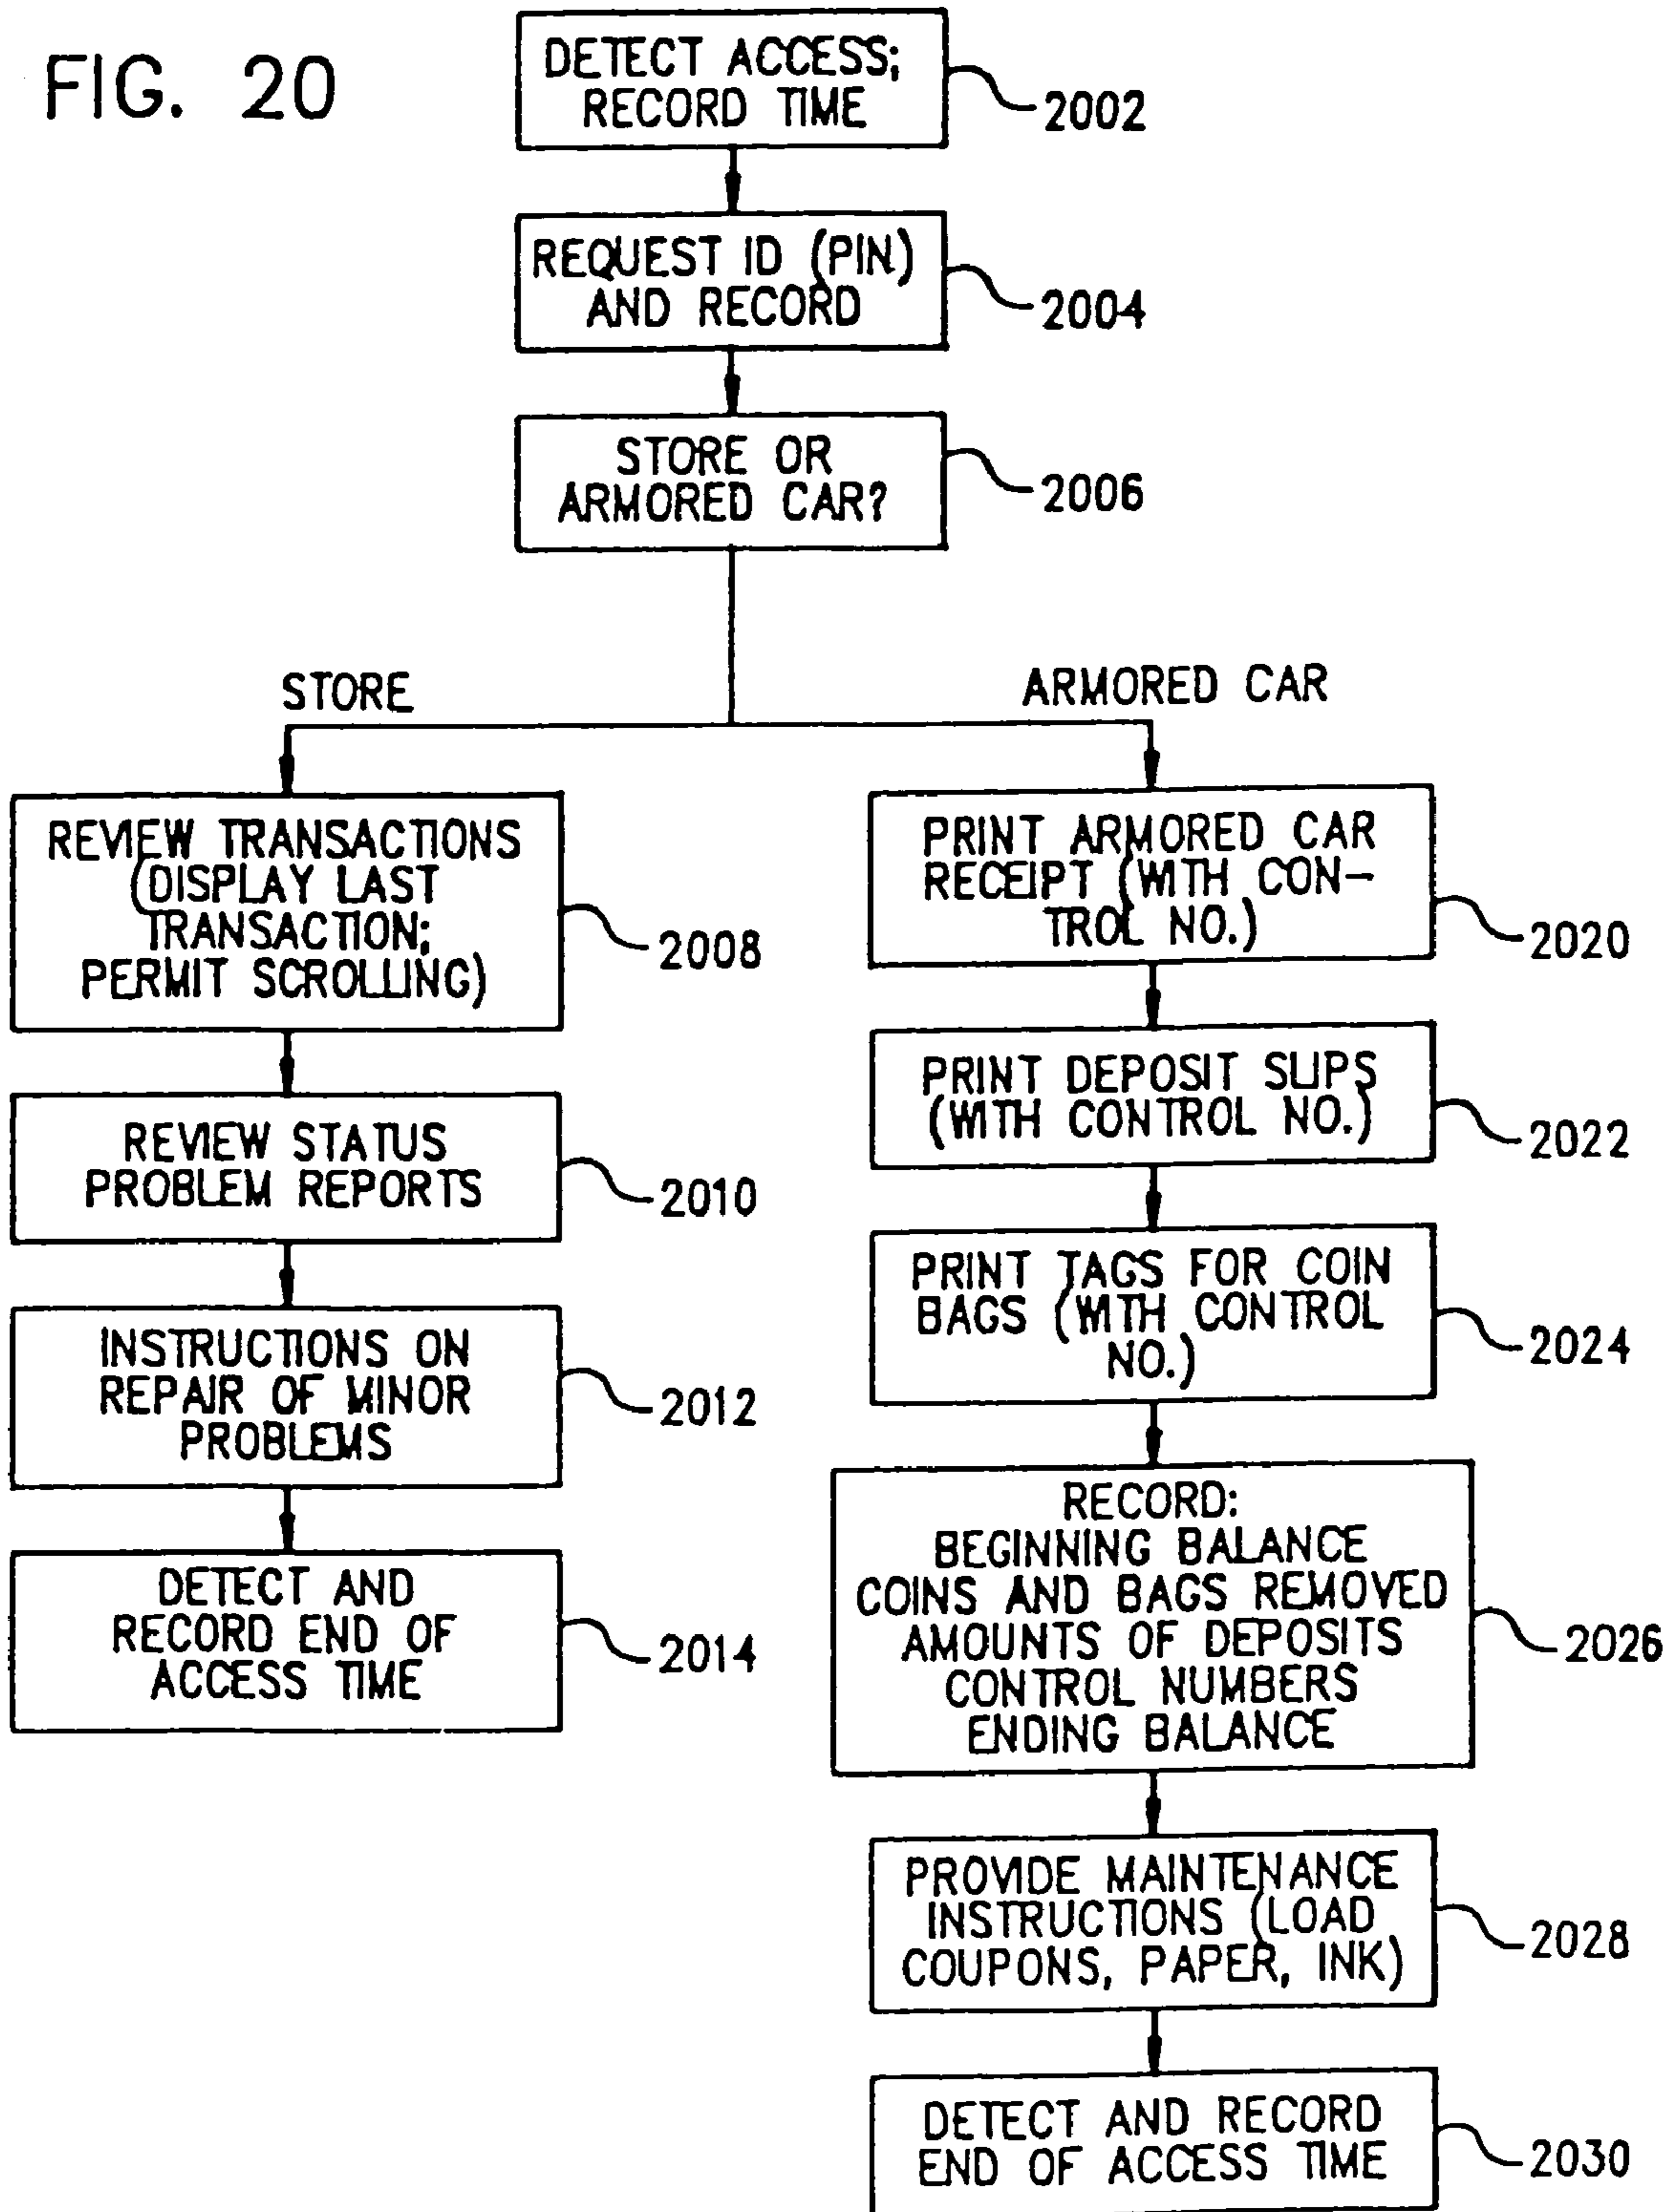 FIG. 20
DETECT ACCESS;
RECORD TIME
2002
REQUEST ID (PIN)
AND RECORD
2004
STORE OR
ARMORED CAR?
2006
STORE
ARMORED CAR
REVIEW TRANSACTIONS
(DISPLAY LAST
TRANSACTION;
PERMIT SCROLLING)
2008
REVIEW STATUS
PROBLEM REPORTS
2010
INSTRUCTIONS ON
REPAIR OF MINOR
PROBLEMS
2012
DETECT AND
RECORD END OF
ACCESS TIME
2014
PRINT ARMORED CAR
RECEIPT (WITH CON-
TROL NO.)
2020
PRINT DEPOSIT SLIPS
(WITH CONTROL NO.)
2022
PRINT TAGS FOR COIN
BAGS (WITH CONTROL
NO.)
2024
RECORD:
BEGINNING BALANCE
COINS AND BAGS REMOVED
AMOUNTS OF DEPOSITS
CONTROL NUMBERS
ENDING BALANCE
2026
PROVIDE MAINTENANCE
INSTRUCTIONS (LOAD
COUPONS, PAPER, INK)
2028
DETECT AND RECORD
END OF ACCESS TIME
2030